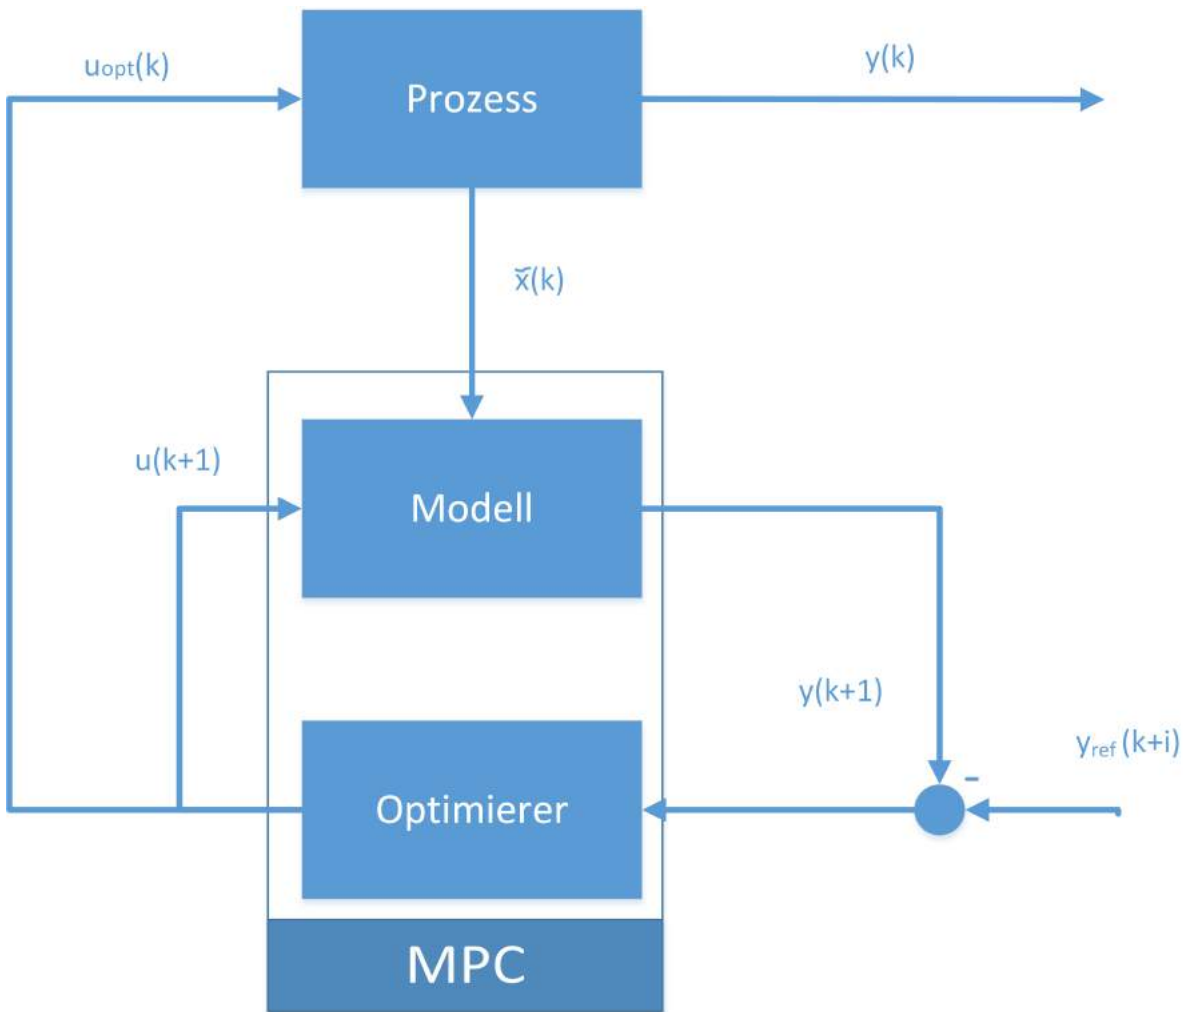 uopt(k)
y(k)
Prozess
x̃(k)
u(k+1)
Modell
y(k+1)
yref (k+i)
-
Optimierer
MPC